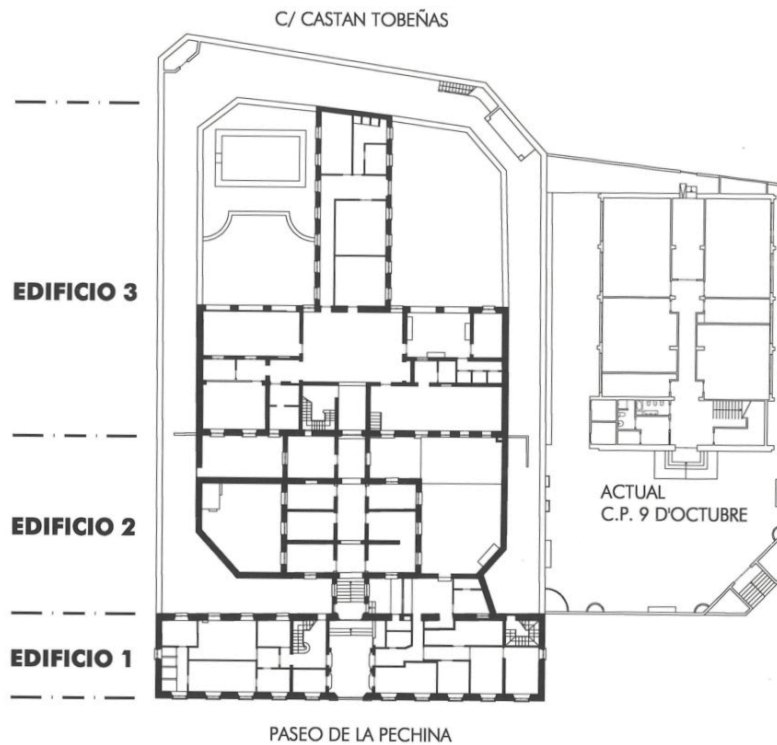 C/ CASTAN TOBEÑAS
EDIFICIO 3
EDIFICIO 2
ACTUAL
C.P. 9 D'OCTUBRE
EDIFICIO 1
PASEO DE LA PECHINA